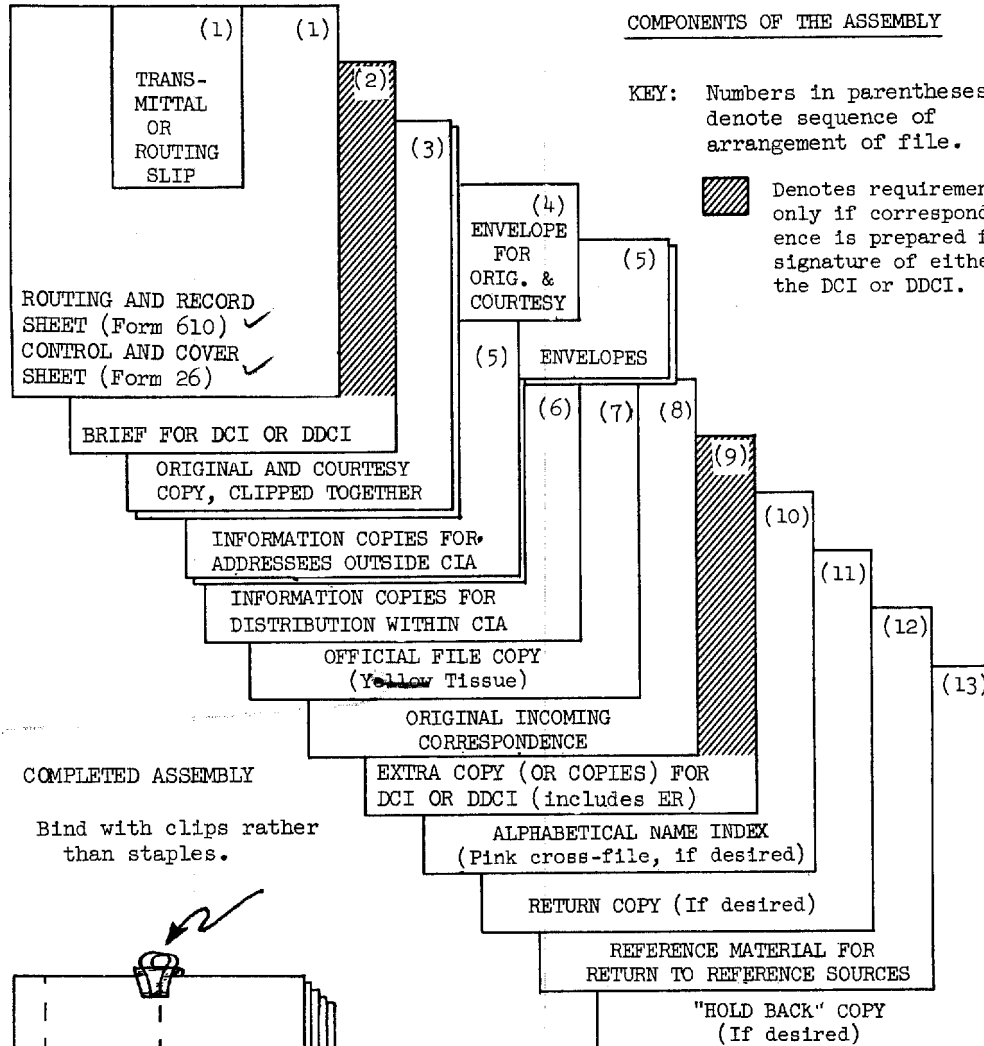 COMPONENTS OF THE ASSEMBLY
KEY: Numbers in parentheses
denote sequence of
arrangement of file.
Denotes requiremen
only if correspond
ence is prepared f
signature of eithe
the DCI or DDCI.
(1) (1)
TRANS-
MITTAL
OR
ROUTING
SLIP
ROUTING AND RECORD
SHEET (Form 610)
CONTROL AND COVER
SHEET (Form 26)
(2)
BRIEF FOR DCI OR DDCI
(3)
ORIGINAL AND COURTESY
COPY, CLIPPED TOGETHER
(4)
ENVELOPE
FOR
ORIG. &
COURTESY
(5)
ENVELOPES
(5)
INFORMATION COPIES FOR
ADDRESSEES OUTSIDE CIA
(6)
INFORMATION COPIES FOR
DISTRIBUTION WITHIN CIA
(7)
OFFICIAL FILE COPY
(Yellow Tissue)
(8)
ORIGINAL INCOMING
CORRESPONDENCE
(9)
EXTRA COPY (OR COPIES) FOR
DCI OR DDCI (includes ER)
(10)
ALPHABETICAL NAME INDEX
(Pink cross-file, if desired)
(11)
RETURN COPY (If desired)
(12)
REFERENCE MATERIAL FOR
RETURN TO REFERENCE SOURCES
(13)
"HOLD BACK" COPY
(If desired)
COMPLETED ASSEMBLY
Bind with clips rather
than staples.